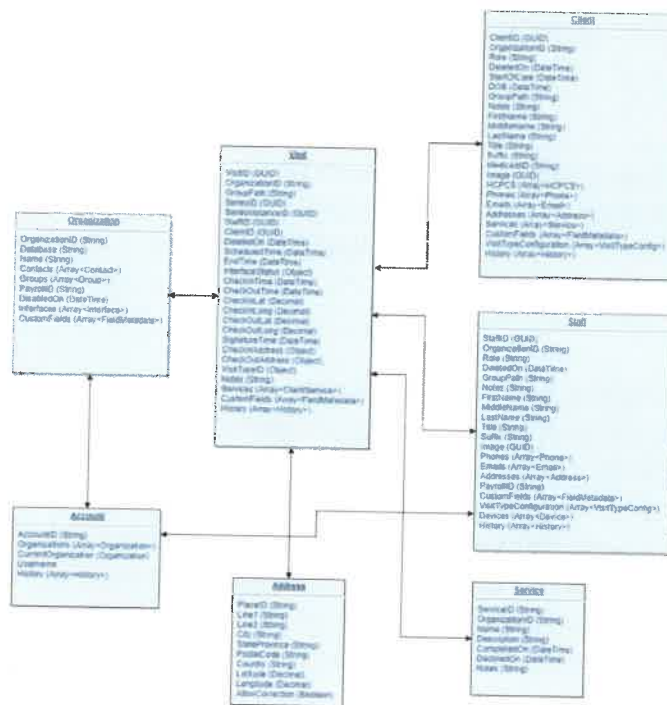 Client
ClientID (GUID)
OrganizationID (String)
Role (String)
DeletedOn (DateTime)
StartOfCare (DateTime)
DOB (DateTime)
GroupPath (String)
Notes (String)
FirstName (String)
MiddleName (String)
LastName (String)
Title (String)
Suffix (String)
MedicaidID (String)
Image (GUID)
HCPCS (Array<HCPCS>)
Phones (Array<Phone>)
Emails (Array<Email>)
Addresses (Array<Address>)
Services (Array<Service>)
CustomFields (Array<FieldMetadata>)
VisitTypeConfiguration (Array<VisitTypeConfig>)
History (Array<History>)
Visit
VisitID (GUID)
OrganizationID (String)
GroupPath (String)
ServiceID (GUID)
(GUID)
StaffID (GUID)
ClientID (GUID)
DeletedOn (DateTime)
ScheduledTime (DateTime)
EndTime (DateTime)
InterfaceStatus (Object)
CheckInTime (DateTime)
CheckOutTime (DateTime)
CheckInLat (Decimal)
CheckInLong (Decimal)
CheckOutLat (Decimal)
CheckOutLong (Decimal)
SignatureTime (DateTime)
CheckInAddress (Object)
CheckOutAddress (Object)
VisitTypeID (Object)
Notes (String)
Services (Array<ClientService>)
CustomFields (Array<FieldMetadata>)
History (Array<History>)
Organization
OrganizationID (String)
Database (String)
Name (String)
Contacts (Array<Contact>)
Groups (Array<Group>)
PayrollID (String)
DisabledOn (DateTime)
Interfaces (Array<Interface>)
CustomFields (Array<FieldMetadata>)
Staff
StaffID (GUID)
OrganizationID (String)
Role (String)
DeletedOn (DateTime)
GroupPath (String)
Notes (String)
FirstName (String)
MiddleName (String)
LastName (String)
Title (String)
Suffix (String)
Image (GUID)
Phones (Array<Phone>)
Emails (Array<Email>)
Addresses (Array<Address>)
PayrollID (String)
CustomFields (Array<FieldMetadata>)
VisitTypeConfiguration (Array<VisitTypeConfig>)
Devices (Array<Device>)
History (Array<History>)
Account
AccountID (String)
Organizations (Array<Organization>)
CurrentOrganization (Organization)
Username
History (Array<History>)
Address
PlaceID (String)
Line1 (String)
Line2 (String)
City (String)
StateProvince (String)
PostalCode (String)
Country (String)
Latitude (Decimal)
Longitude (Decimal)
AllowCorrection (Boolean)
Service
ServiceID (String)
OrganizationID (String)
Name (String)
Description (String)
CompletedOn (DateTime)
DeclinedOn (DateTime)
Notes (String)